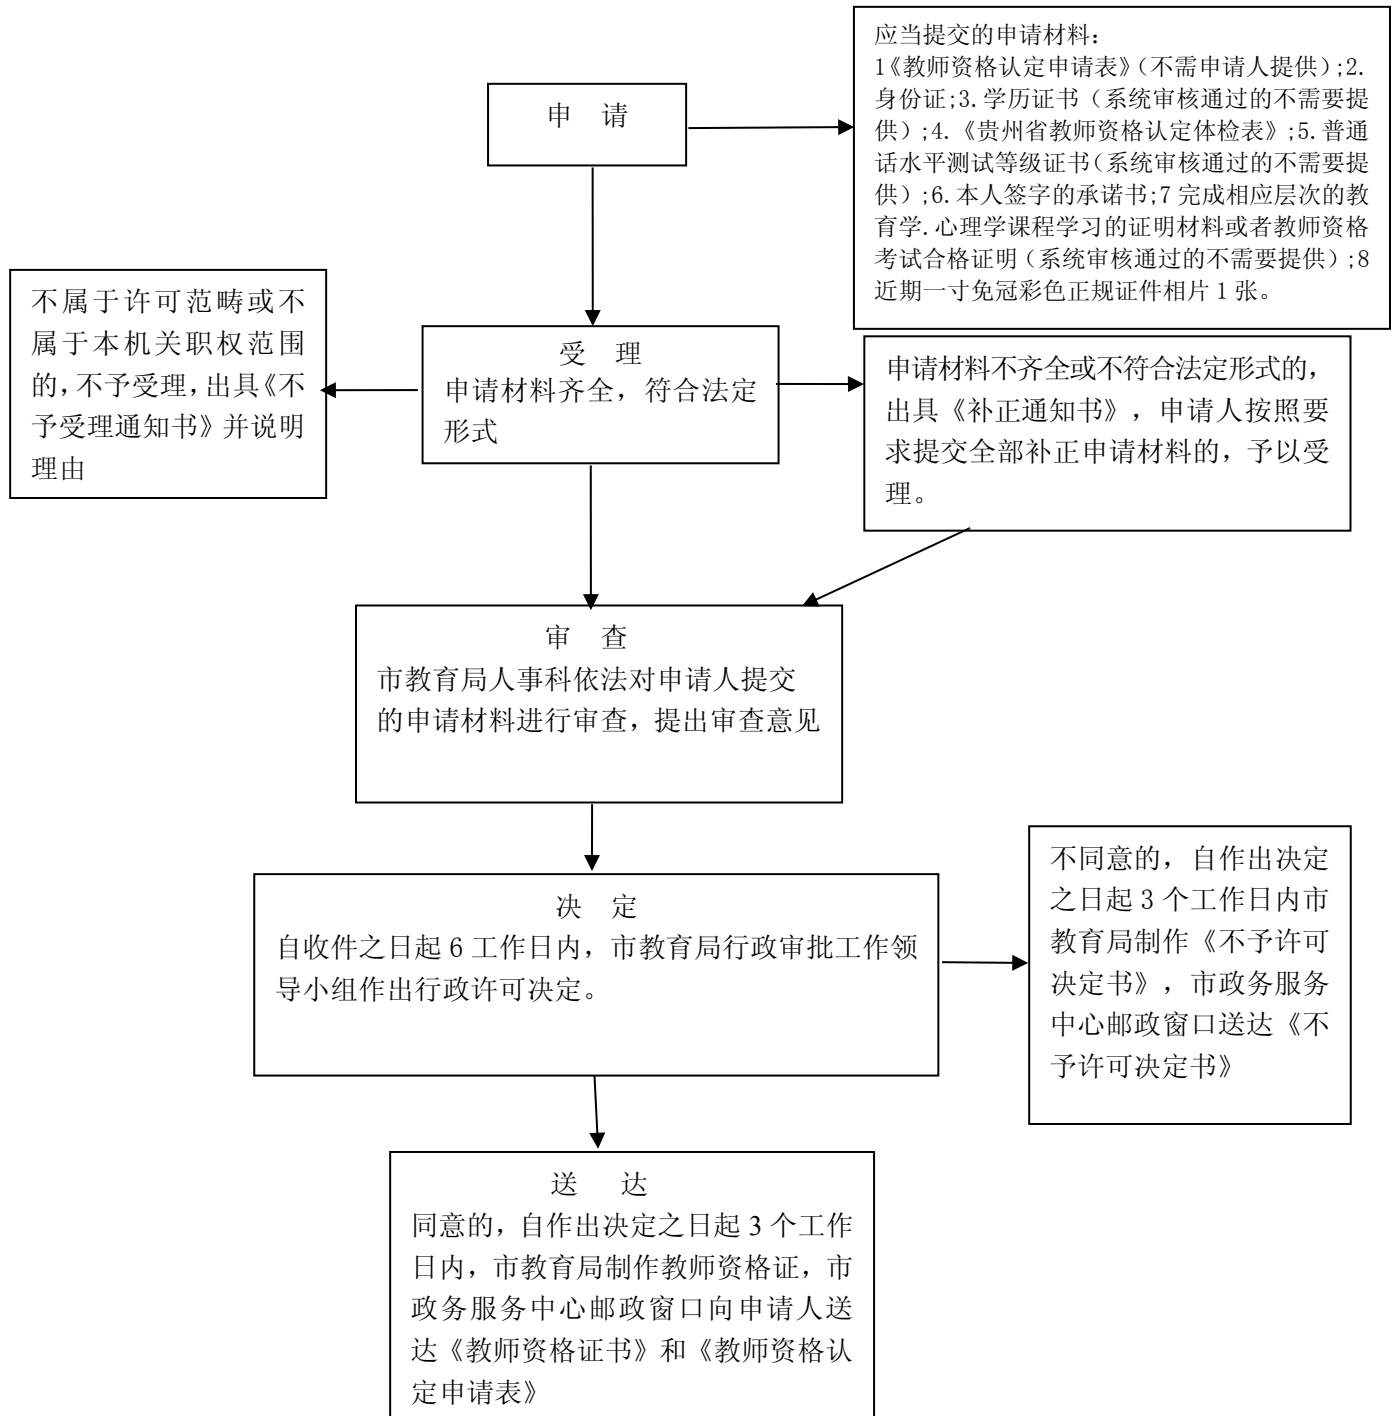 申 请
应当提交的申请材料:
1《教师资格认定申请表》（不需申请人提供）;2.
身份证;3.学历证书（系统审核通过的不需要提
供）;4.《贵州省教师资格认定体检表》;5.普通
话水平测试等级证书（系统审核通过的不需要提
供）;6.本人签字的承诺书;7 完成相应层次的教
育学.心理学课程学习的证明材料或者教师资格
考试合格证明（系统审核通过的不需要提供）;8
近期一寸免冠彩色正规证件相片 1 张。
不属于许可范畴或不
属于本机关职权范围
的,不予受理,出具《不
予受理通知书》并说明
理由
受 理
申请材料齐全，符合法定
形式
申请材料不齐全或不符合法定形式的，
出具《补正通知书》，申请人按照要
求提交全部补正申请材料的，予以受
理。
审 查
市教育局人事科依法对申请人提交
的申请材料进行审查，提出审查意见
决 定
自收件之日起 6 工作日内，市教育局行政审批工作领
导小组作出行政许可决定。
不同意的，自作出决定
之日起 3 个工作日内市
教育局制作《不予许可
决定书》，市政务服务
中心邮政窗口送达《不
予许可决定书》
送 达
同意的，自作出决定之日起 3 个工作
日内，市教育局制作教师资格证，市
政务服务中心邮政窗口向申请人送
达《教师资格证书》和《教师资格认
定申请表》